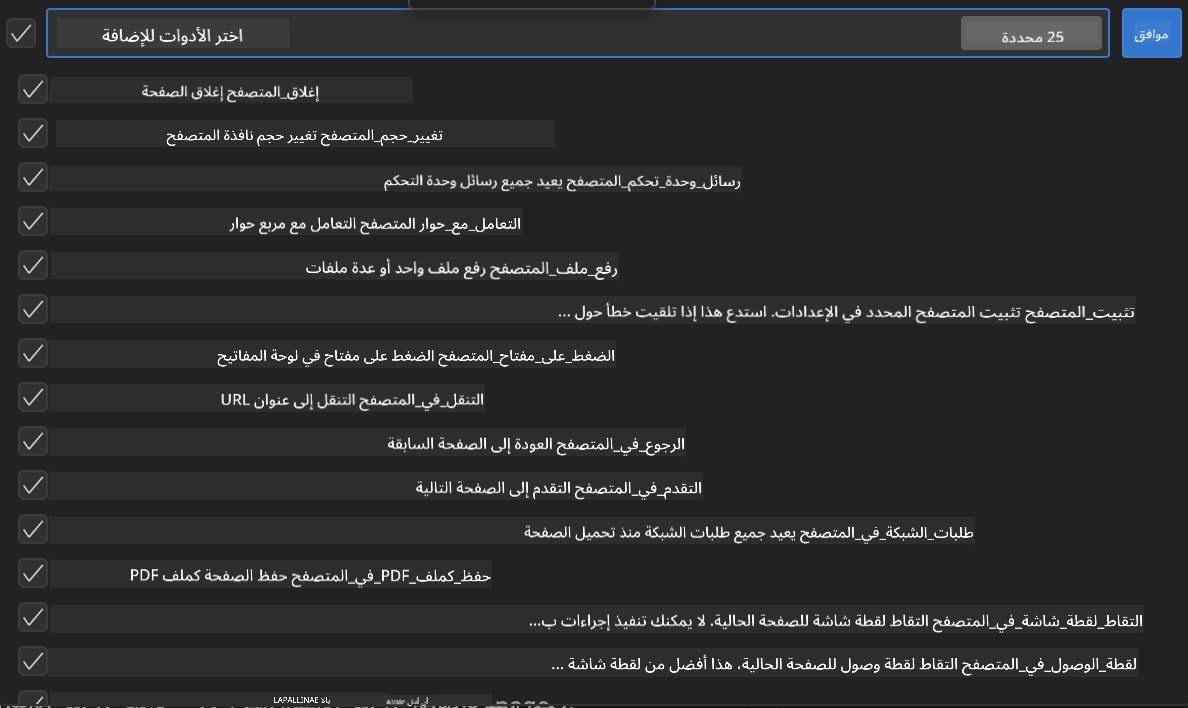 اختر الأدوات للإضافة
25 محددة
موافق
إغلاق_المتصفح إغلاق الصفحة
تغيير_حجم_المتصفح تغيير حجم نافذة المتصفح
رسائل_وحدة_تحكم_المتصفح يعيد جميع رسائل وحدة التحكم
التعامل_مع_حوار المتصفح التعامل مع مربع حوار
رفع_ملف_المتصفح رفع ملف واحد أو عدة ملفات
تثبيت_المتصفح تثبيت المتصفح المحدد في الإعدادات. استدع هذا إذا تلقيت خطأ حول ...
الضغط_على_مفتاح_المتصفح الضغط على مفتاح في لوحة المفاتيح
التنقل_في_المتصفح التنقل إلى عنوان URL
الرجوع_في_المتصفح العودة إلى الصفحة السابقة
التقدم_في_المتصفح التقدم إلى الصفحة التالية
طلبات_الشبكة_في_المتصفح يعيد جميع طلبات الشبكة منذ تحميل الصفحة
حفظ_كملف_PDF_في_المتصفح حفظ الصفحة كملف PDF
التقاط_لقطة_شاشة_في_المتصفح التقاط لقطة شاشة للصفحة الحالية. لا يمكنك تنفيذ إجراءات ب...
لقطة_الوصول_في_المتصفح التقاط لقطة وصول للصفحة الحالية، هذا أفضل من لقطة شاشة ...